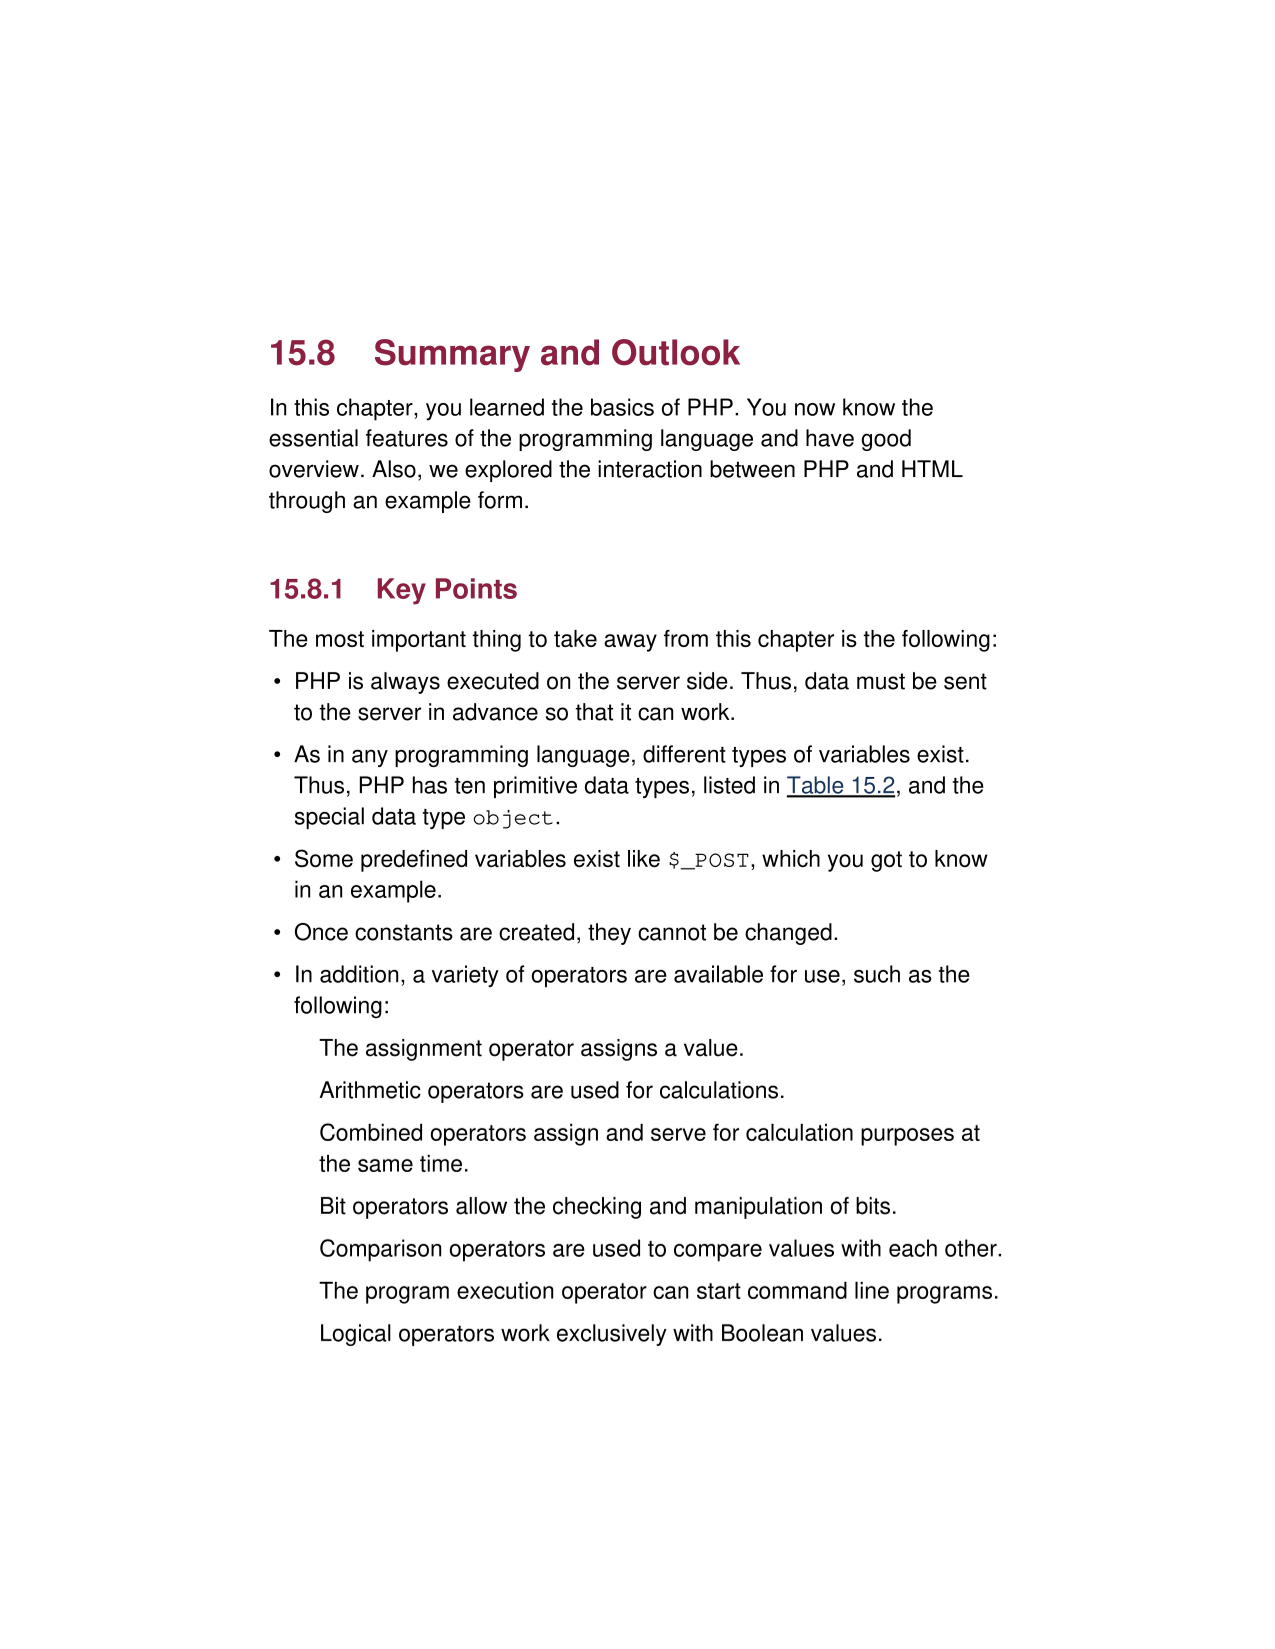 15.8 Summary and Outlook
In this chapter, you learned the basics of PHP. You now know the
essential features of the programming language and have good
overview. Also, we explored the interaction between PHP and HTML
through an example form.
15.8.1 Key Points
The most important thing to take away from this chapter is the following:
• PHP is always executed on the server side. Thus, data must be sent
to the server in advance so that it can work.
• As in any programming language, different types of variables exist.
Thus, PHP has ten primitive data types, listed in Table 15.2, and the
special data type object.
• Some predefined variables exist like $_POST, which you got to know
in an example.
• Once constants are created, they cannot be changed.
• In addition, a variety of operators are available for use, such as the
following:
The assignment operator assigns a value.
Arithmetic operators are used for calculations.
Combined operators assign and serve for calculation purposes at
the same time.
Bit operators allow the checking and manipulation of bits.
Comparison operators are used to compare values with each other.
The program execution operator can start command line programs.
Logical operators work exclusively with Boolean values.